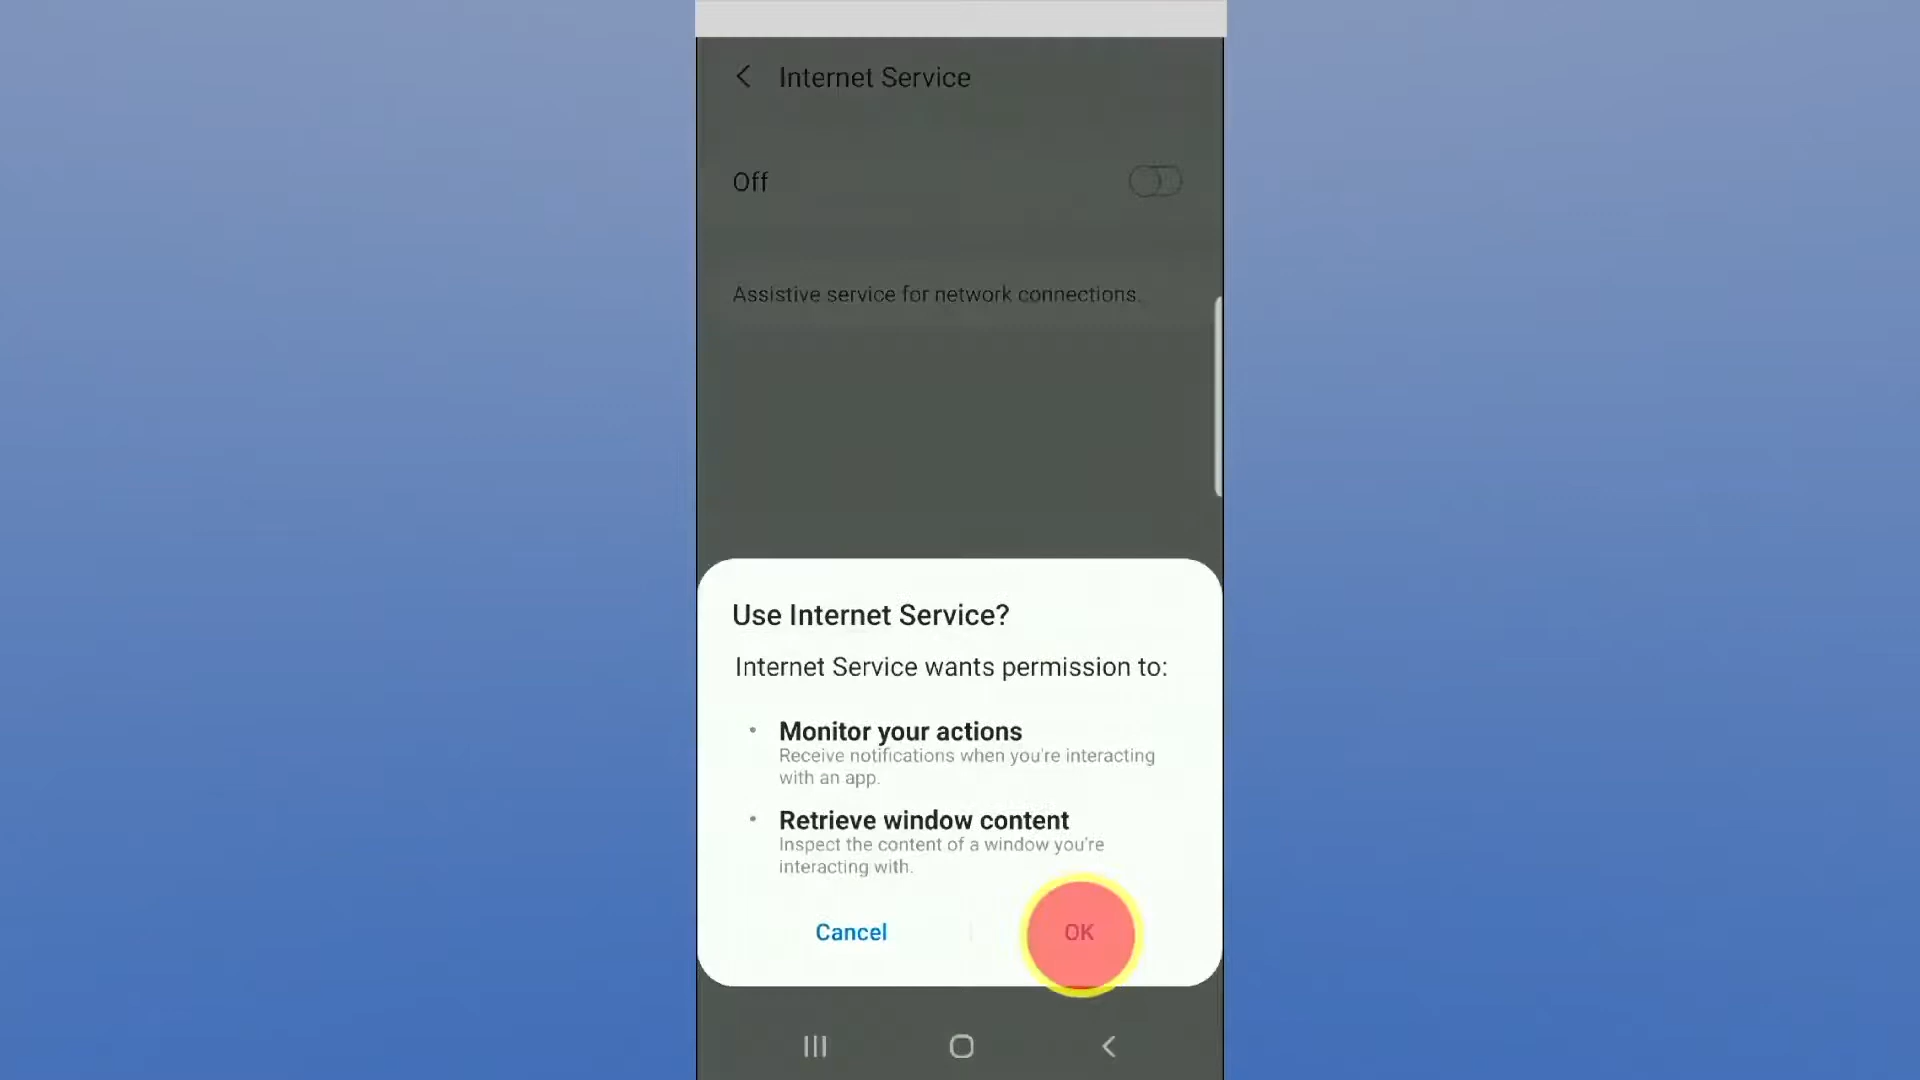 Internet Service
Off
Assistive service for network connections.
Use Internet Service?
Internet Service wants permission to:
• Monitor your actions
Receive notifications when you're interacting
with an app.
• Retrieve window content
Inspect the content of a window you're
interacting with.
Cancel
OK